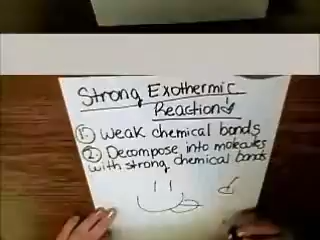 Strong Exothermic
Reactions
1. Weak chemical bonds
2. Decompose into molecules
with strong chemical bonds